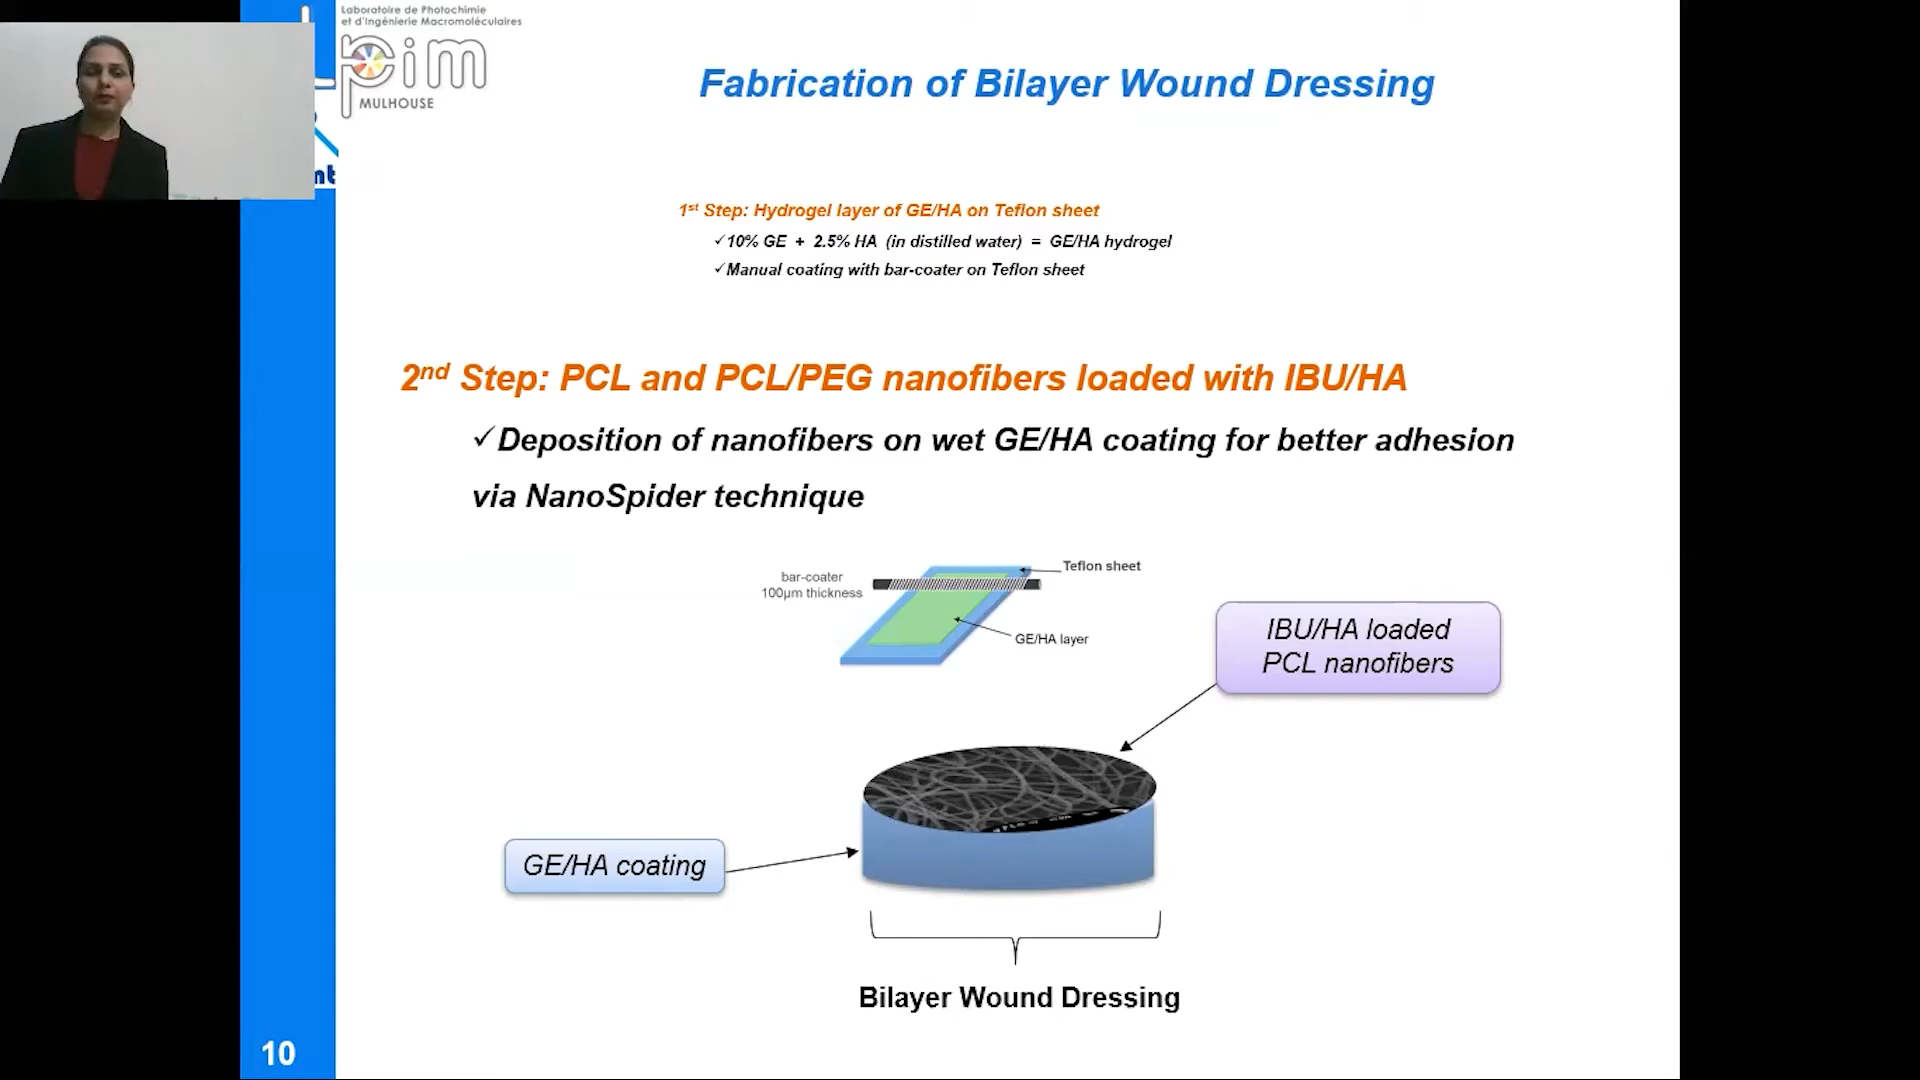 Laboratoire de Photochimie
et d'Ingénierie Macromoléculaires
pim
MULHOUSE
nt
Fabrication of Bilayer Wound Dressing
1st Step: Hydrogel layer of GE/HA on Teflon sheet
✓10% GE + 2.5% HA (in distilled water) = GE/HA hydrogel
✓Manual coating with bar-coater on Teflon sheet
2nd Step: PCL and PCL/PEG nanofibers loaded with IBU/HA
✓Deposition of nanofibers on wet GE/HA coating for better adhesion
via NanoSpider technique
Teflon sheet
bar-coater
100µm thickness
GE/HA layer
IBU/HA loaded
PCL nanofibers
GE/HA coating
Bilayer Wound Dressing
10